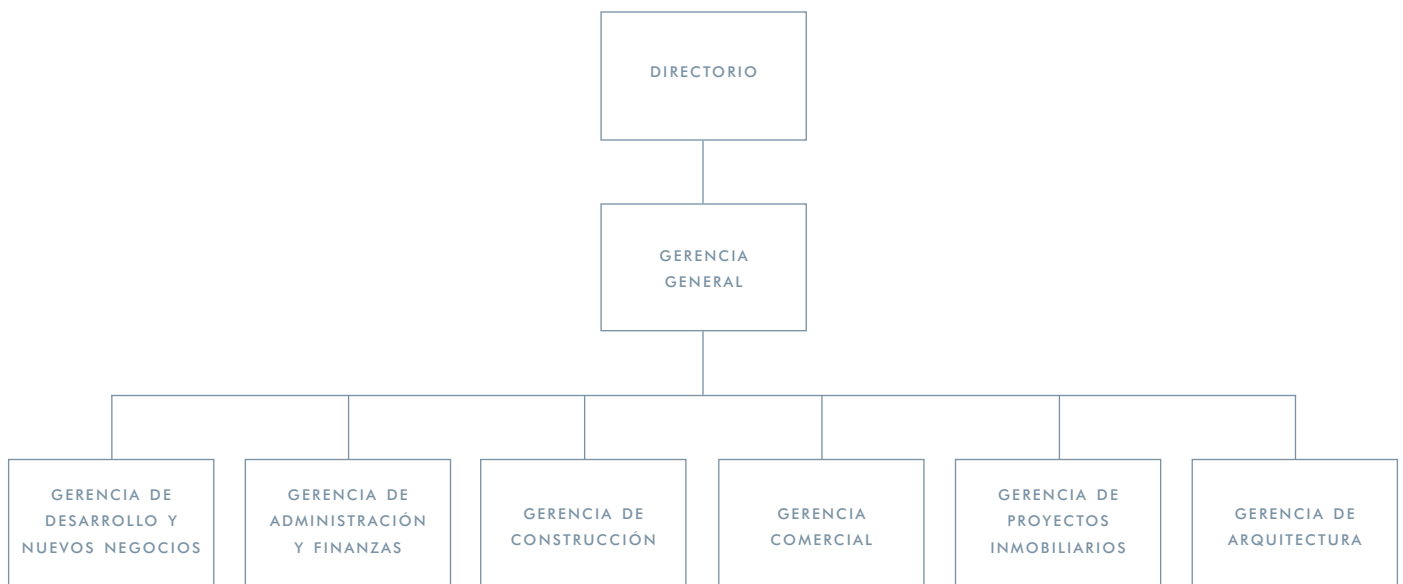 DIRECTORIO
GERENCIA
GENERAL
GERENCIA DE
DESARROLLO Y
NUEVOS NEGOCIOS
GERENCIA DE
ADMINISTRACIÓN
Y FINANZAS
GERENCIA DE
CONSTRUCCIÓN
GERENCIA
COMERCIAL
GERENCIA DE
PROYECTOS
INMOBILIARIOS
GERENCIA DE
ARQUITECTURA